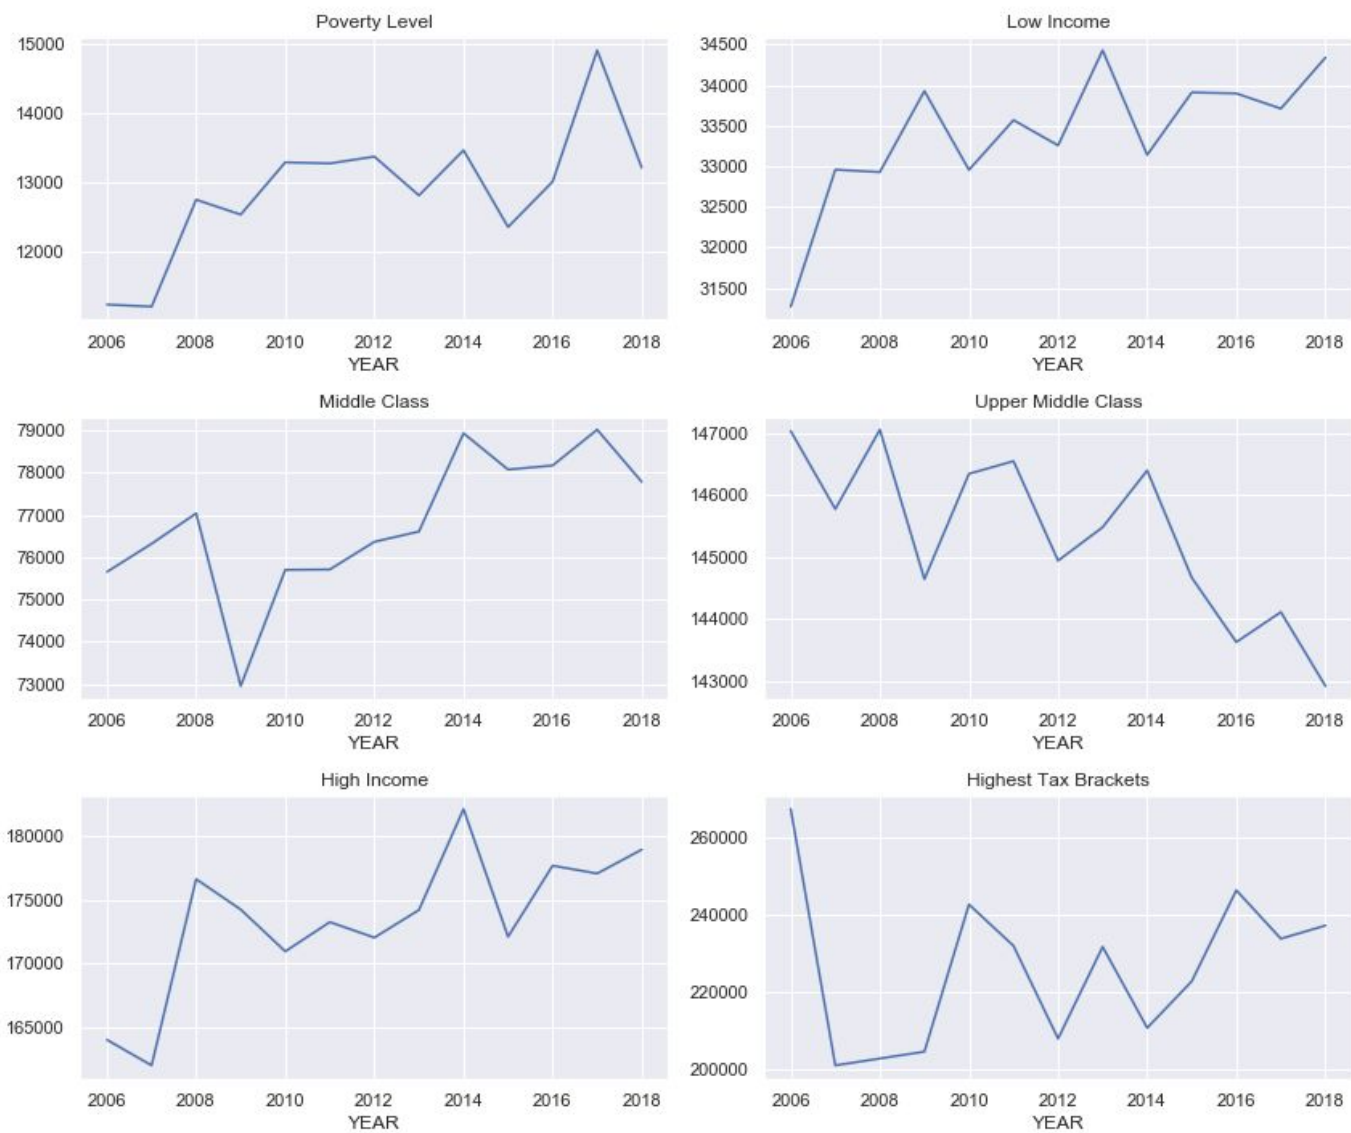 Poverty Level
15000
14000
13000
12000
2006 2008 2010 2012 2014 2016 2018
YEAR
Low Income
34500
34000
33500
33000
32500
32000
31500
2006 2008 2010 2012 2014 2016 2018
YEAR
Middle Class
79000
78000
77000
76000
75000
74000
73000
2006 2008 2010 2012 2014 2016 2018
YEAR
Upper Middle Class
147000
146000
145000
144000
143000
2006 2008 2010 2012 2014 2016 2018
YEAR
High Income
180000
175000
170000
165000
2006 2008 2010 2012 2014 2016 2018
YEAR
Highest Tax Brackets
260000
240000
220000
200000
2006 2008 2010 2012 2014 2016 2018
YEAR